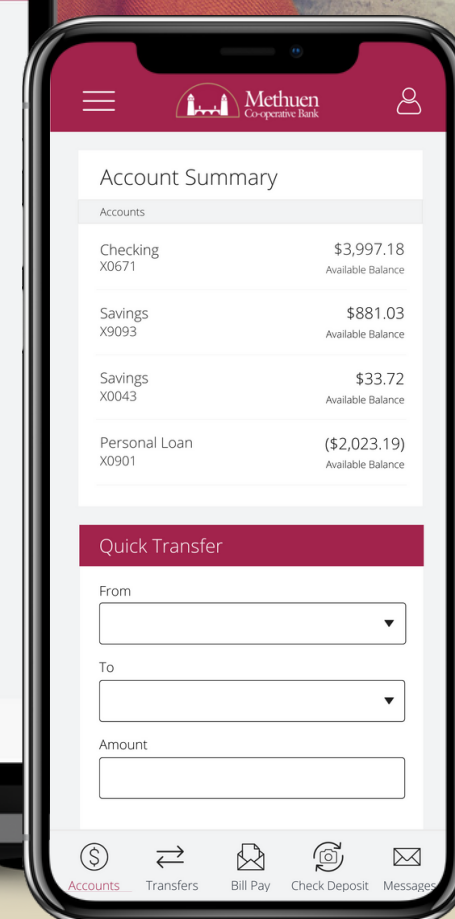 Methuen
Co-operative Bank
Account Summary
Accounts
Checking $3,997.18
X0671 Available Balance
Savings $881.03
X9093 Available Balance
Savings $33.72
X0043 Available Balance
Personal Loan ($2,023.19)
X0901 Available Balance
Quick Transfer
From
To
Amount
Accounts Transfers Bill Pay Check Deposit Messages